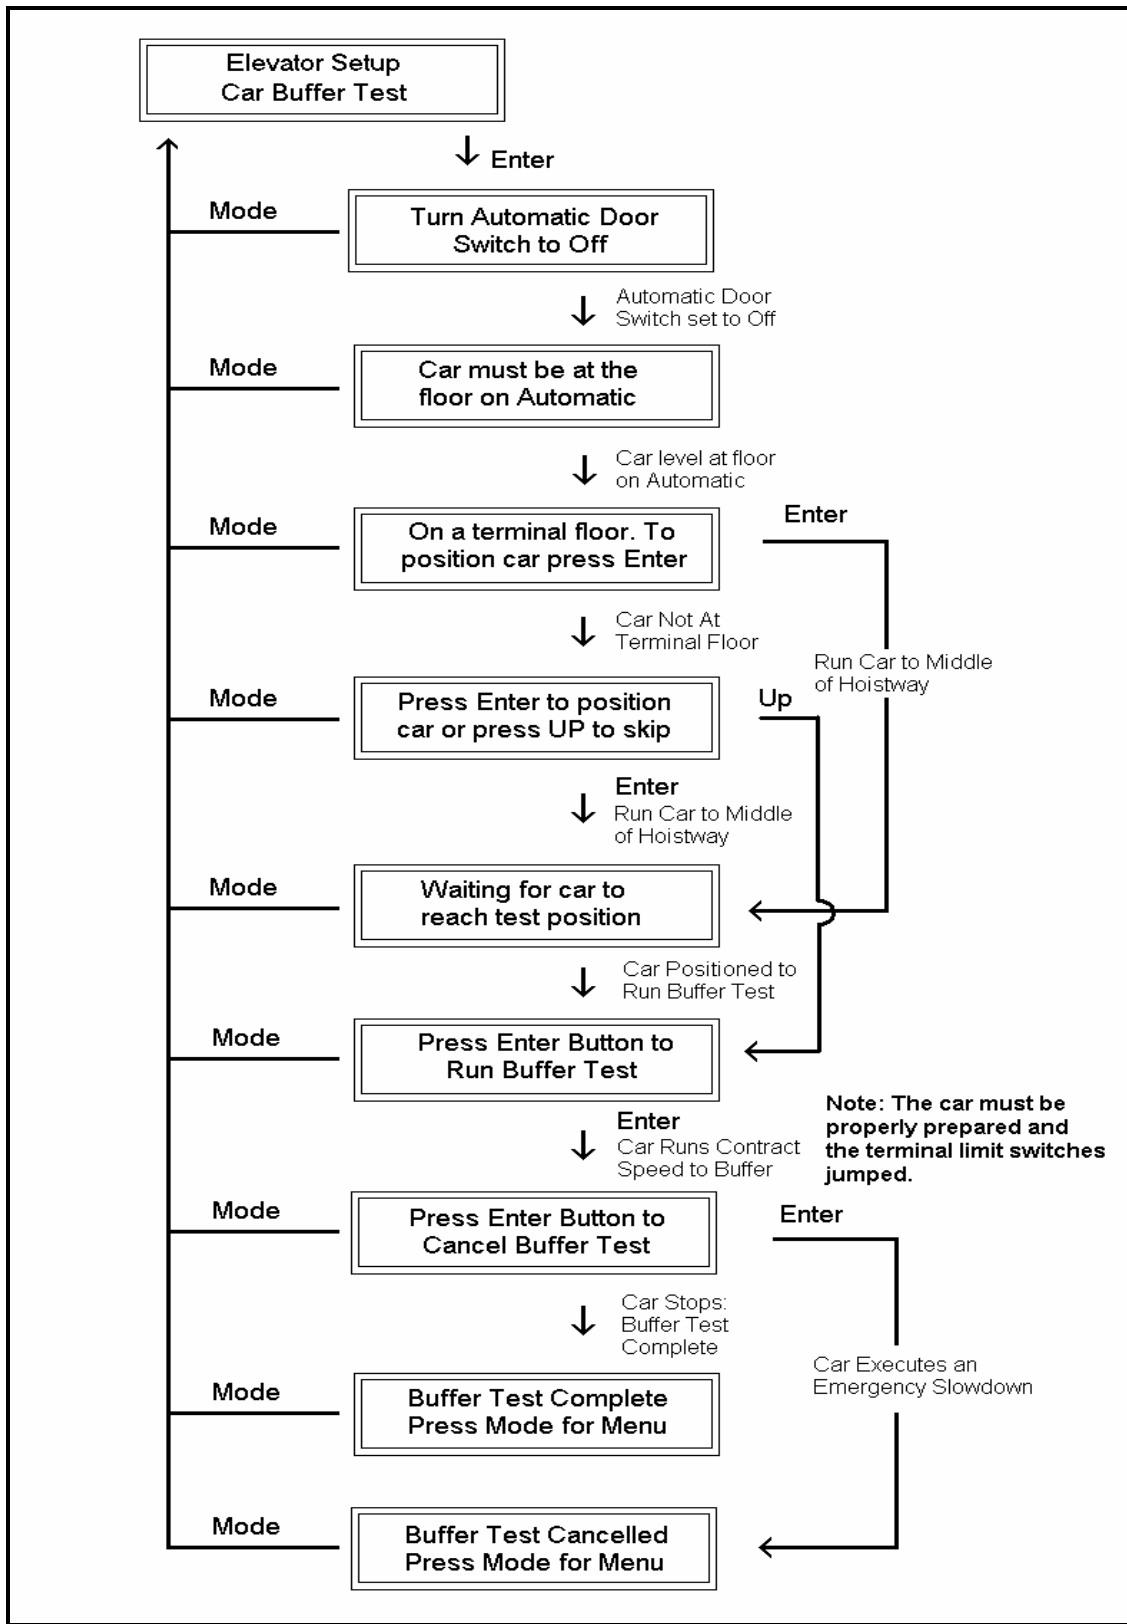 Elevator Setup
Car Buffer Test
Enter
Mode
Turn Automatic Door
Switch to Off
Automatic Door
Switch set to Off
Mode
Car must be at the
floor on Automatic
Car level at floor
on Automatic
Mode
On a terminal floor. To
position car press Enter
Enter
Car Not At
Terminal Floor
Run Car to Middle
of Hoistway
Mode
Press Enter to position
car or press UP to skip
Up
Enter
Run Car to Middle
of Hoistway
Mode
Waiting for car to
reach test position
Car Positioned to
Run Buffer Test
Mode
Press Enter Button to
Run Buffer Test
Enter
Car Runs Contract
Speed to Buffer
Note: The car must be
properly prepared and
the terminal limit switches
jumped.
Mode
Press Enter Button to
Cancel Buffer Test
Enter
Car Stops:
Buffer Test
Complete
Car Executes an
Emergency Slowdown
Mode
Buffer Test Complete
Press Mode for Menu
Mode
Buffer Test Cancelled
Press Mode for Menu